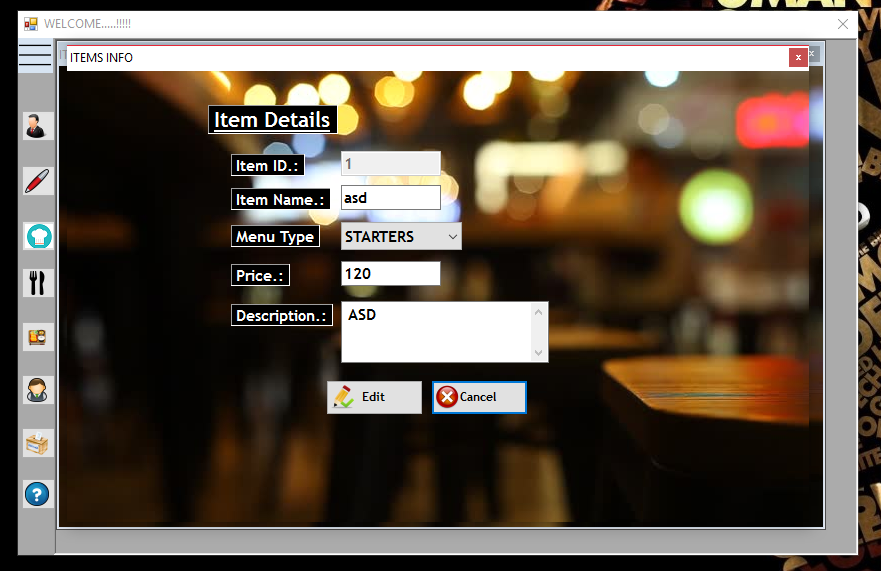 WELCOME.....!!!!!
ITEMS INFO
Item Details
Item ID.: 1
Item Name.: asd
Menu Type STARTERS
Price.: 120
Description.: ASD
Edit Cancel